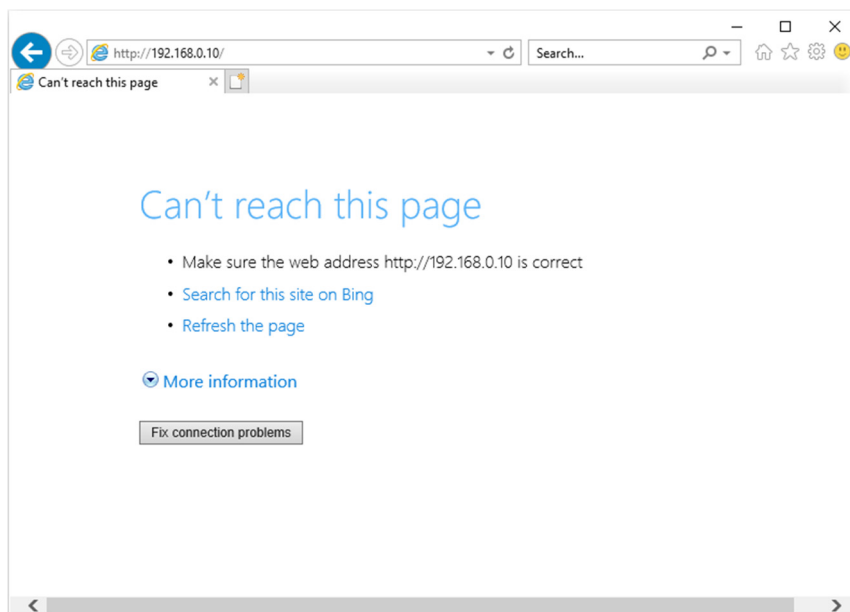 http://192.168.0.10/
Search...
Can't reach this page
Can't reach this page
• Make sure the web address http://192.168.0.10 is correct
• Search for this site on Bing
• Refresh the page
More information
Fix connection problems